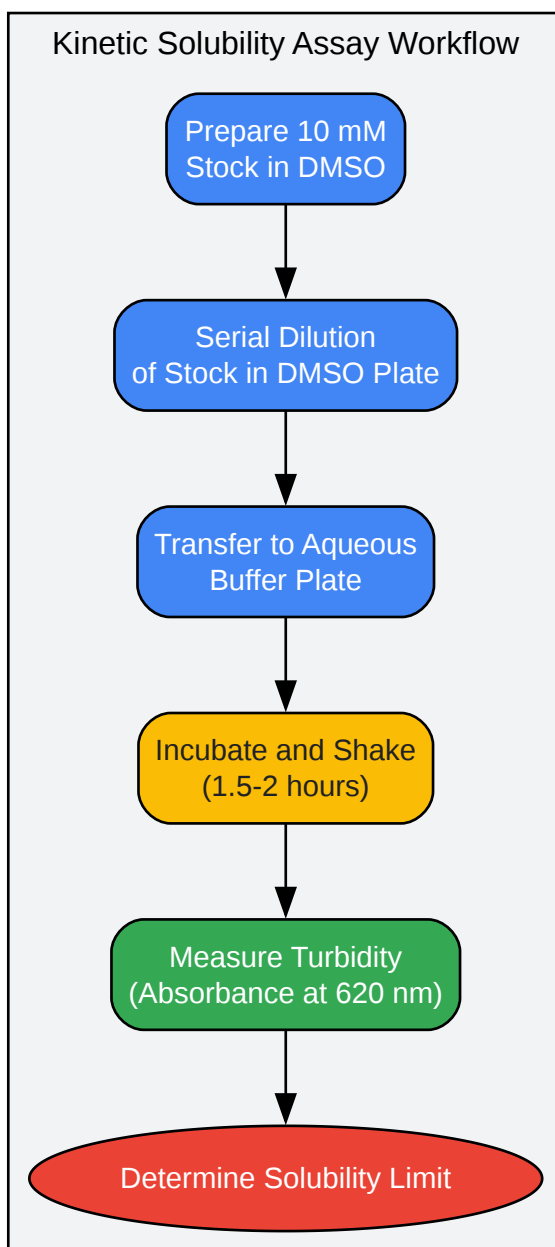 Kinetic Solubility Assay Workflow
Prepare 10 mM
Stock in DMSO
Serial Dilution
of Stock in DMSO Plate
Transfer to Aqueous
Buffer Plate
Incubate and Shake
(1.5-2 hours)
Measure Turbidity
(Absorbance at 620 nm)
Determine Solubility Limit